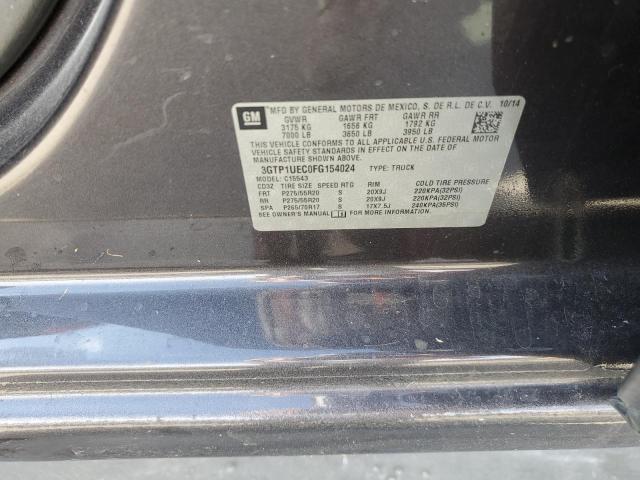 GM MFD BY GENERAL MOTORS DE MEXICO, S. DE R.L. DE C.V. 10/14
GVWR GAWR FRT GAWR RR
3175 KG 1656 KG 1792 KG
7000 LB 3650 LB 3950 LB
THIS VEHICLE CONFORMS TO ALL APPLICABLE U.S. FEDERAL MOTOR
VEHICLE SAFETY STANDARDS IN EFFECT ON THE DATE OF
MANUFACTURE SHOWN ABOVE.
3GTP1UEC0FG154024 TYPE: TRUCK
MODEL: C15543
CD3Z TIRE SIZE SPEED RTG RIM COLD TIRE PRESSURE
FRT P275/55R20 S 20X9J 220KPA(32PSI)
RR P275/55R20 S 20X9J 220KPA(32PSI)
SPA P265/70R17 S 17X7.5J 240KPA(35PSI)
SEE OWNER'S MANUAL FOR MORE INFORMATION.